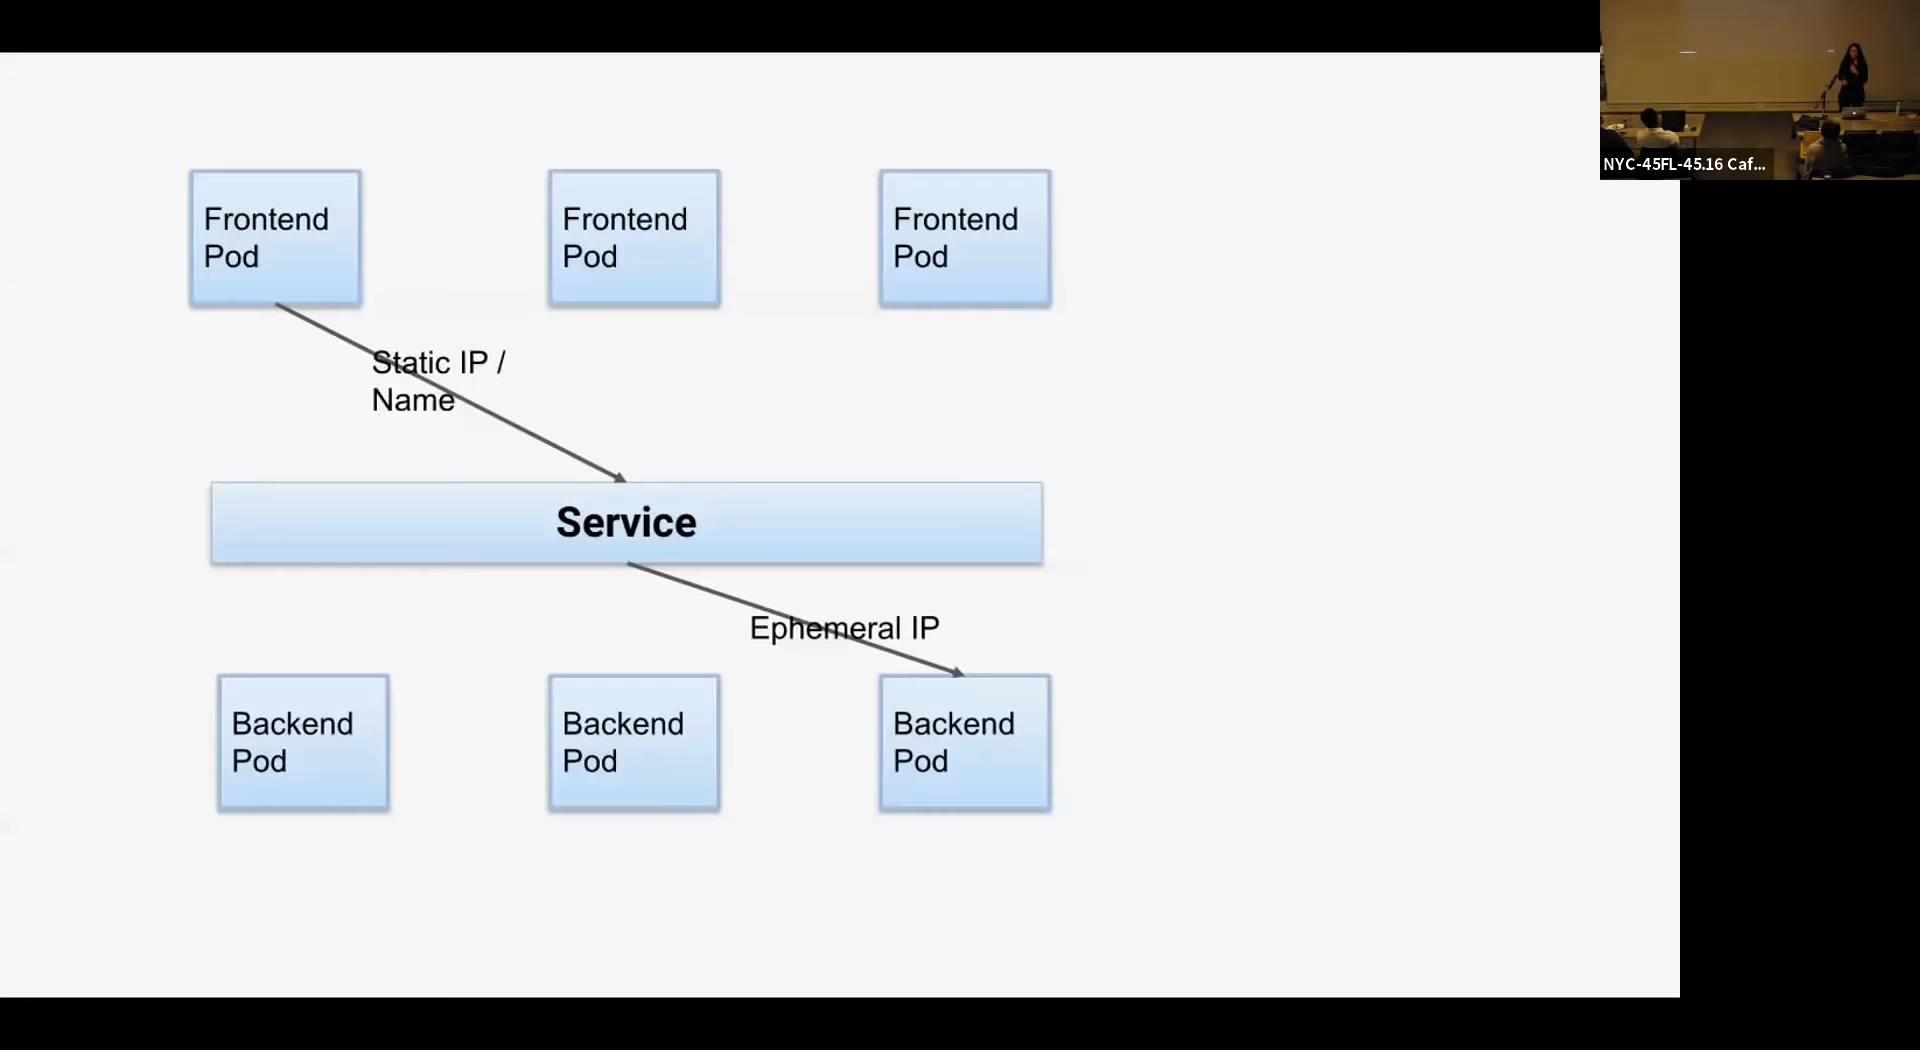 NYC-45FL-45.16 Caf...
Frontend
Pod
Frontend
Pod
Frontend
Pod
Static IP /
Name
Service
Ephemeral IP
Backend
Pod
Backend
Pod
Backend
Pod